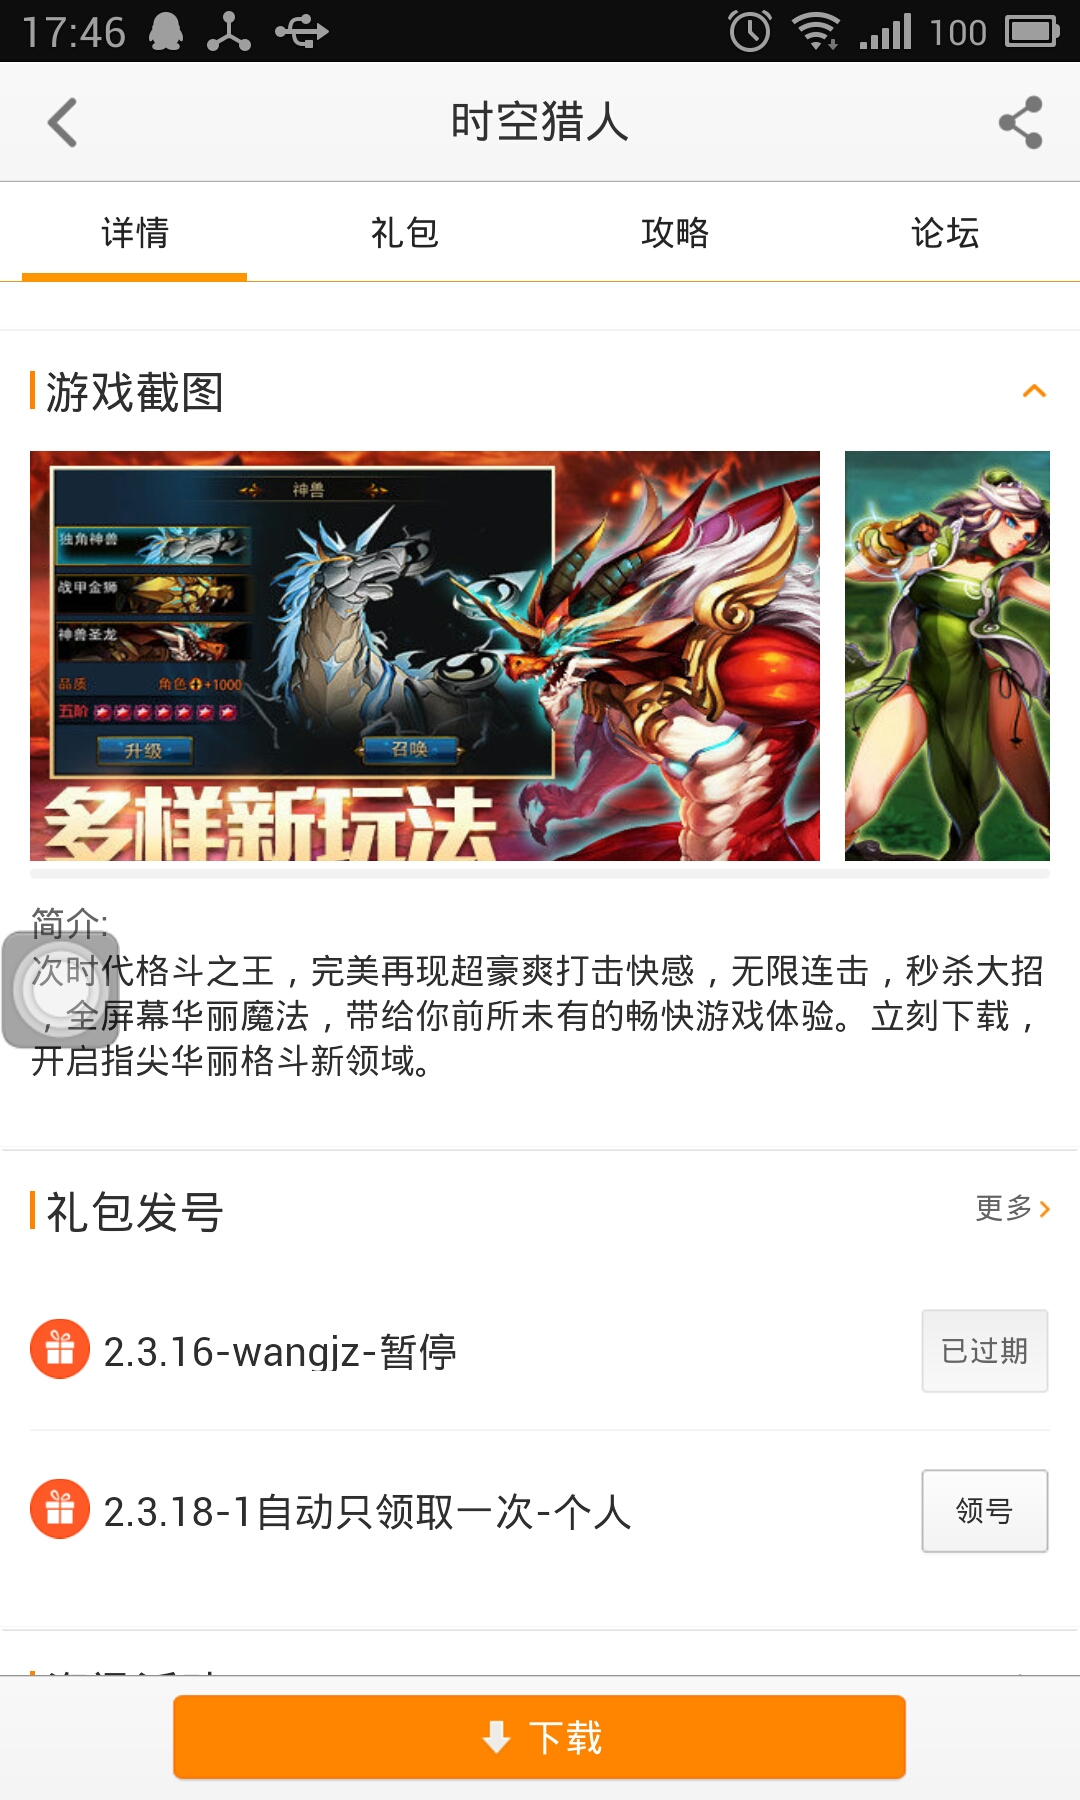 17:46 100
时空猎人
详情 礼包 攻略 论坛
游戏截图
神兽
独角神兽
战甲金狮
神兽圣龙
品质 角色 +1000
五阶
升级 召唤
多样新玩法
简介:
次时代格斗之王，完美再现超豪爽打击快感，无限连击，秒杀大招
，全屏幕华丽魔法，带给你前所未有的畅快游戏体验。立刻下载，
开启指尖华丽格斗新领域。
礼包发号 更多
2.3.16-wangjz-暂停 已过期
2.3.18-1自动只领取一次-个人 领号
下载